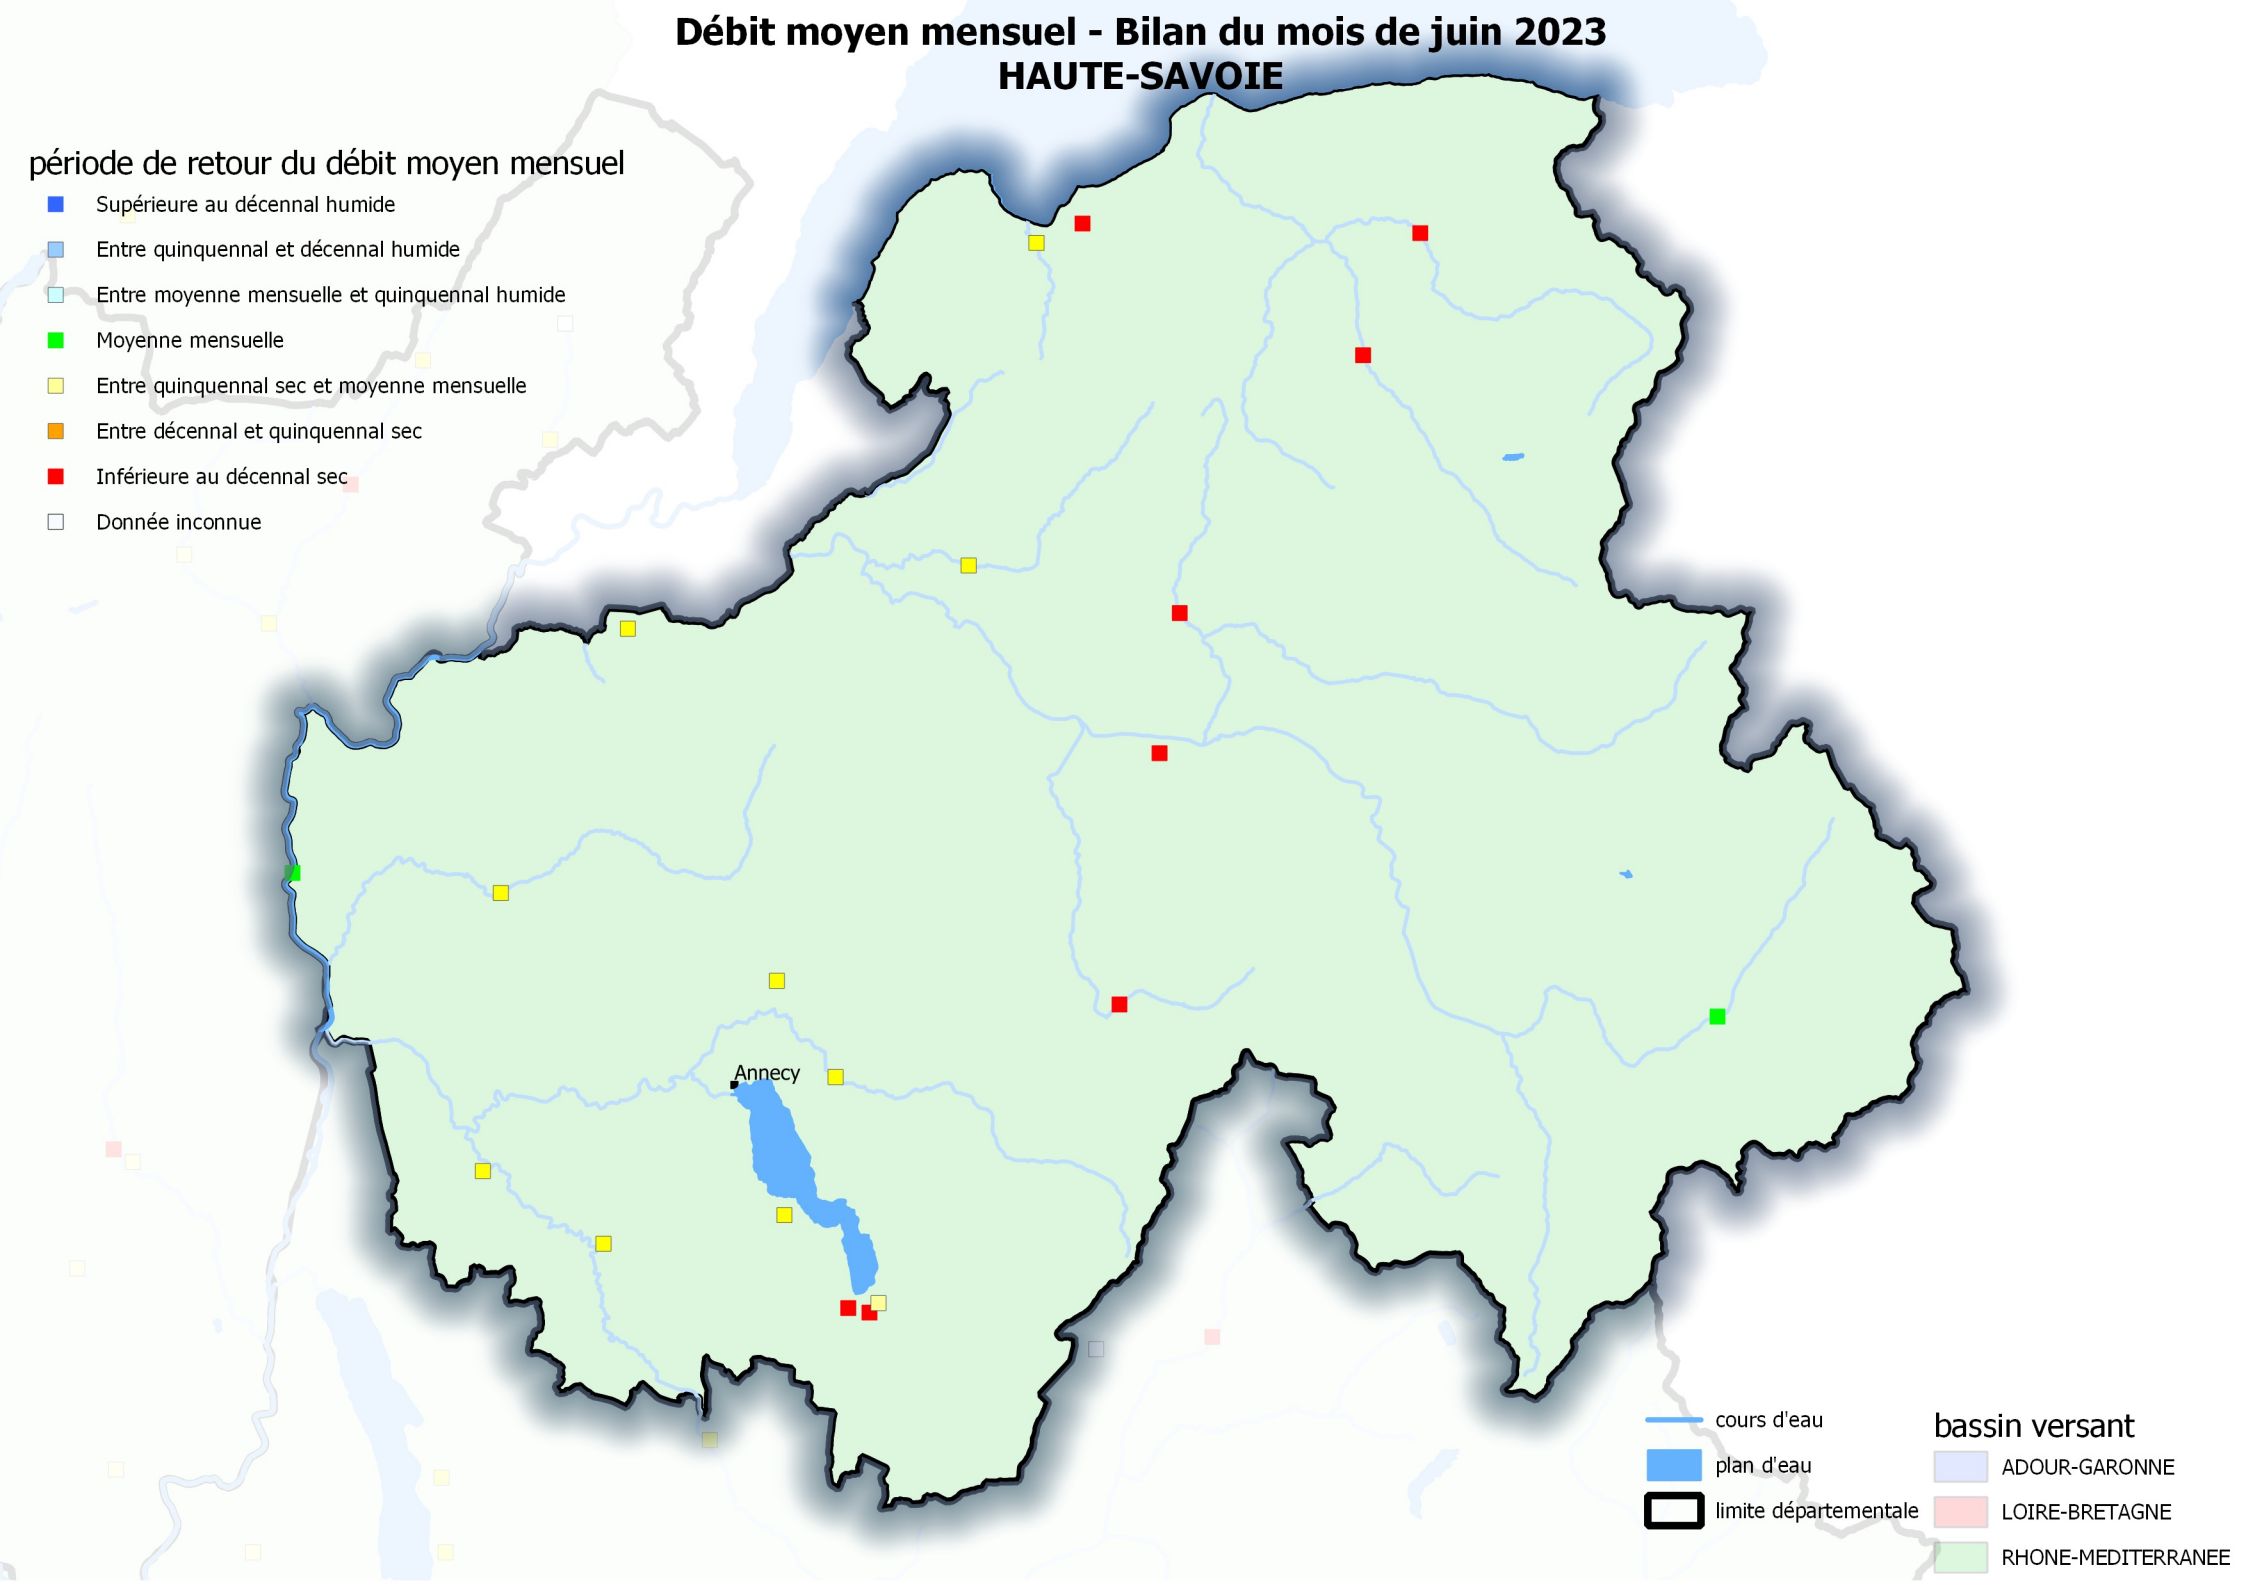 Débit moyen mensuel - Bilan du mois de juin 2023
HAUTE-SAVOIE
période de retour du débit moyen mensuel
Supérieure au décennal humide
Entre quinquennal et décennal humide
Entre moyenne mensuelle et quinquennal humide
Moyenne mensuelle
Entre quinquennal sec et moyenne mensuelle
Entre décennal et quinquennal sec
Inférieure au décennal sec
Donnée inconnue
Annecy
cours d'eau
plan d'eau
limite départementale
bassin versant
ADOUR-GARONNE
LOIRE-BRETAGNE
RHONE-MEDITERRANEE